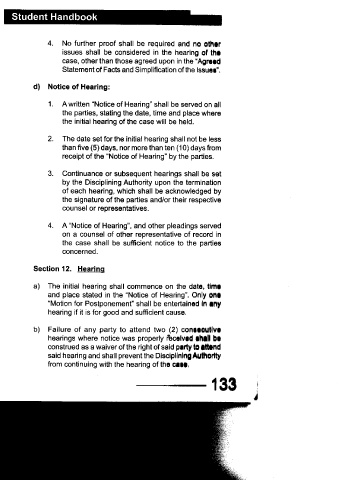 Student Handbook
4. No further proof shall be required and no other
issues shall be considered in the hearing of the
case, other than those agreed upon in the "Agreed
Statement of Facts and Simplification of the Issues".
d) Notice of Hearing:
1. A written "Notice of Hearing" shall be served on all
the parties, stating the date, time and place where
the initial hearing of the case will be held.
2. The date set for the initial hearing shall not be less
than five (5) days, nor more than ten (10) days from
receipt of the "Notice of Hearing" by the parties.
3. Continuance or subsequent hearings shall be set
by the Disciplining Authority upon the termination
of each hearing, which shall be acknowledged by
the signature of the parties and/or their respective
counsel or representatives.
4. A "Notice of Hearing", and other pleadings served
on a counsel of other representative of record in
the case shall be sufficient notice to the parties
concerned.
Section 12. Hearing
a) The initial hearing shall commence on the date, time
and place stated in the "Notice of Hearing". Only one
"Motion for Postponement" shall be entertained in any
hearing if it is for good and sufficient cause.
b) Failure of any party to attend two (2) consecutive
hearings where notice was properly received shall be
construed as a waiver of the right of said party to attend
said hearing and shall prevent the Disciplining Authority
from continuing with the hearing of the case.
133